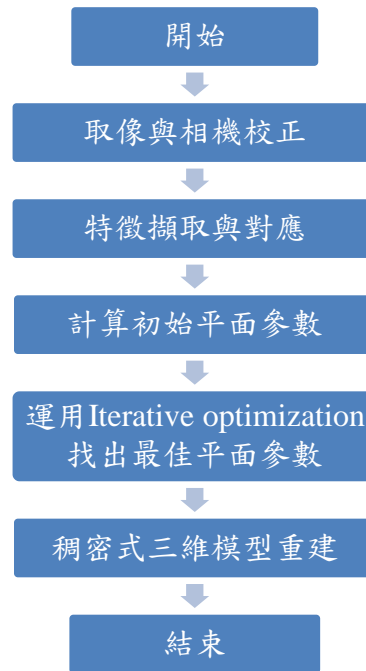 開始
取像與相機校正
特徵擷取與對應
計算初始平面參數
運用Iterative optimization
找出最佳平面參數
稠密式三維模型重建
結束